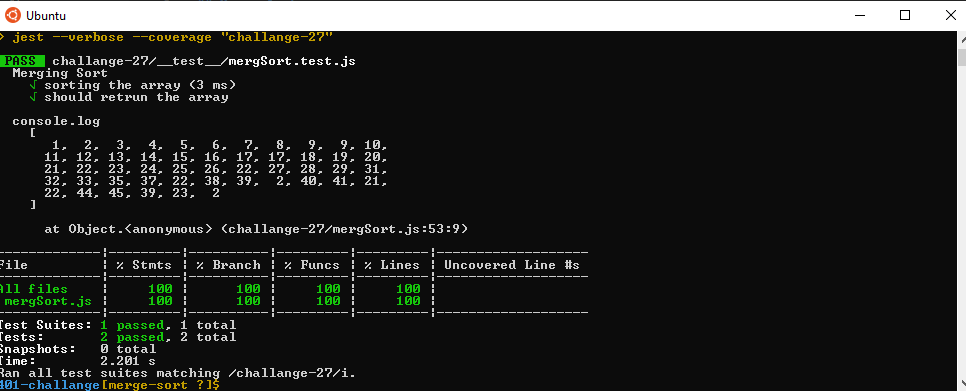 Ubuntu
> jest --verbose --coverage "challange-27"
PASS challange-27/__test__/mergSort.test.js
Merging Sort
√ sorting the array (3 ms)
√ should retrun the array
console.log
[
1, 2, 3, 4, 5, 6, 7, 8, 9, 9, 10,
11, 12, 13, 14, 15, 16, 17, 17, 18, 19, 20,
21, 22, 23, 24, 25, 26, 22, 27, 28, 29, 31,
32, 33, 35, 37, 22, 38, 39, 2, 40, 41, 21,
22, 44, 45, 39, 23, 2
]
at Object.<anonymous> (challange-27/mergSort.js:53:9)
----------|---------|----------|---------|---------|-------------------
File | % Stmts | % Branch | % Funcs | % Lines | Uncovered Line #s
----------|---------|----------|---------|---------|-------------------
All files | 100 | 100 | 100 | 100 |
mergSort.js | 100 | 100 | 100 | 100 |
----------|---------|----------|---------|---------|-------------------
Test Suites: 1 passed, 1 total
Tests: 2 passed, 2 total
Snapshots: 0 total
Time: 2.201 s
Ran all test suites matching /challange-27/i.
401-challange[merge-sort ?]$